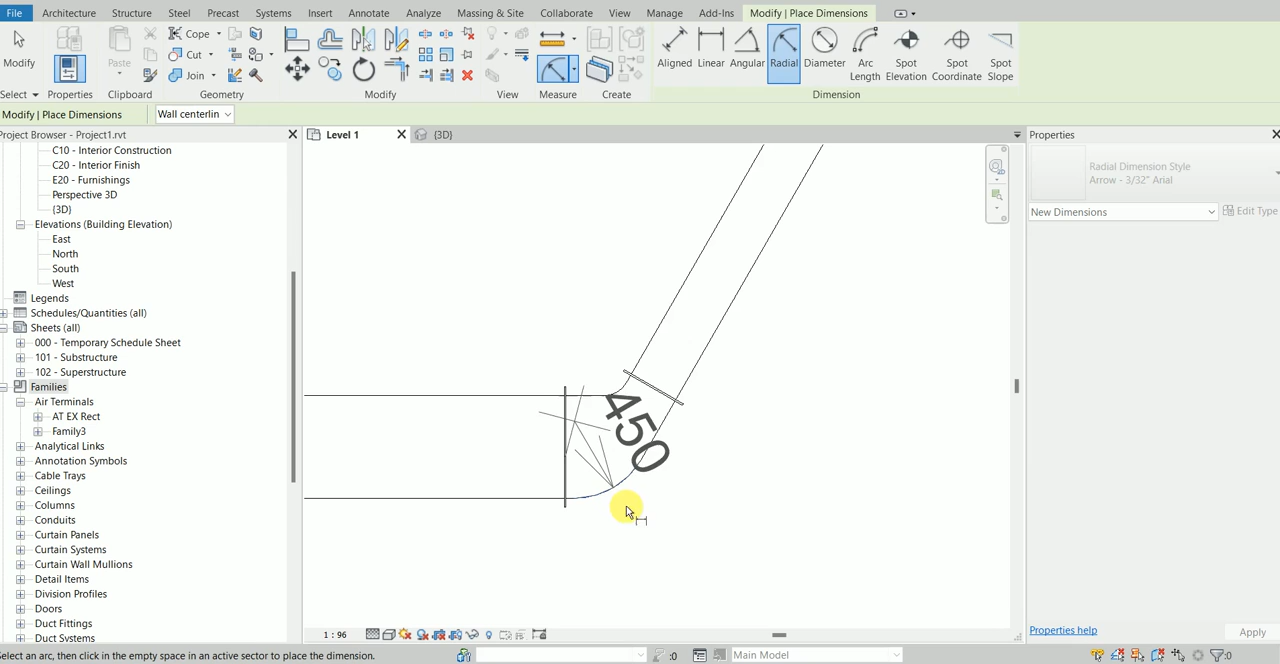 File Architecture Structure Steel Precast Systems Insert Annotate Analyze Massing & Site Collaborate View Manage Add-Ins Modify | Place Dimensions
Modify Paste Cope Cut Join Aligned Linear Angular Radial Diameter Arc Length Spot Elevation Spot Coordinate Spot Slope
Select Properties Clipboard Geometry Modify View Measure Create Dimension
Modify | Place Dimensions Wall centerlin
Project Browser - Project1.rvt
Level 1 {3D}
Properties
C10 - Interior Construction
C20 - Interior Finish
E20 - Furnishings
Perspective 3D
{3D}
Elevations (Building Elevation)
East
North
South
West
Legends
Schedules/Quantities (all)
Sheets (all)
000 - Temporary Schedule Sheet
101 - Substructure
102 - Superstructure
Families
Air Terminals
AT EX Rect
Family3
Analytical Links
Annotation Symbols
Cable Trays
Ceilings
Columns
Conduits
Curtain Panels
Curtain Systems
Curtain Wall Mullions
Detail Items
Division Profiles
Doors
Duct Fittings
Duct Systems
450
Radial Dimension Style
Arrow - 3/32" Arial
New Dimensions Edit Type
Properties help Apply
1 : 96
Select an arc, then click in the empty space in an active sector to place the dimension.
:0 Main Model :0